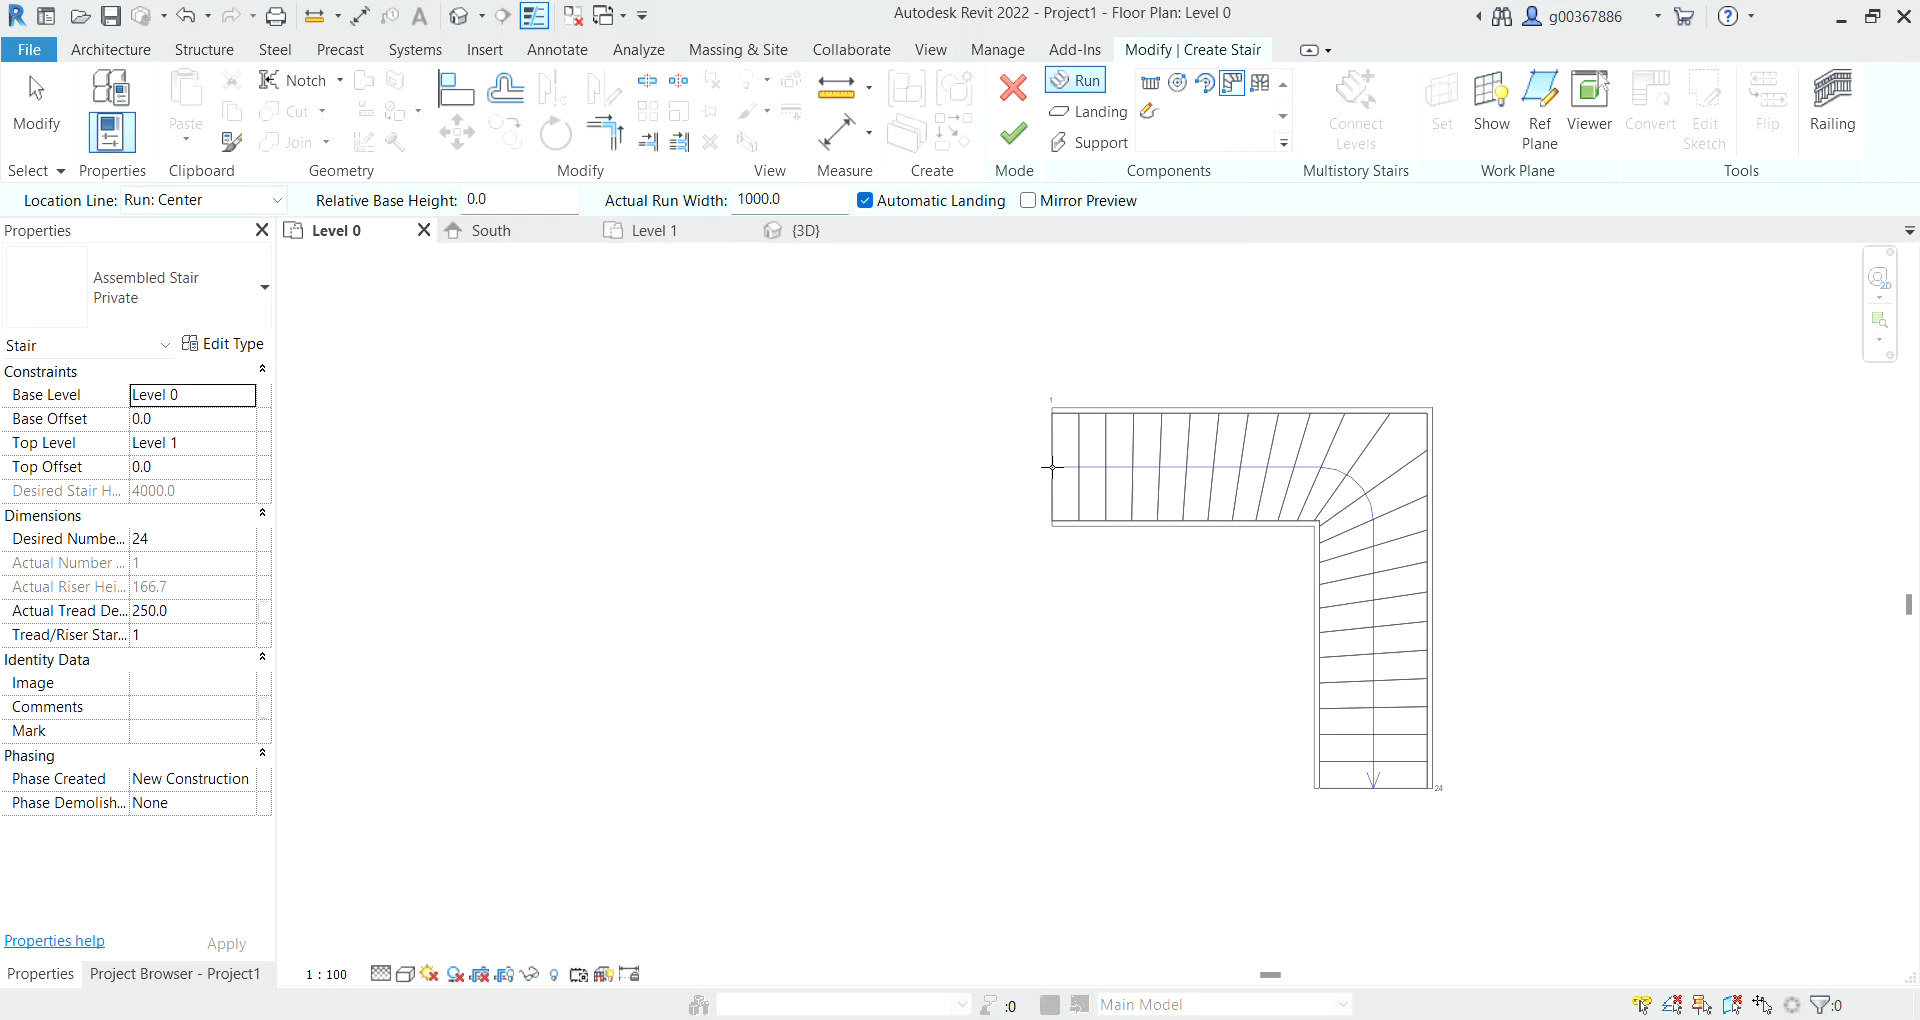 Autodesk Revit 2022 - Project1 - Floor Plan: Level 0
g00367886
File Architecture Structure Steel Precast Systems Insert Annotate Analyze Massing & Site Collaborate View Manage Add-Ins Modify | Create Stair
Modify
Paste
Notch
Cut
Join
Run
Landing
Support
Connect Levels
Set
Show
Ref Plane
Viewer
Convert
Edit Sketch
Flip
Railing
Select Properties Clipboard Geometry Modify View Measure Create Mode Components Multistory Stairs Work Plane Tools
Location Line: Run: Center Relative Base Height: 0.0 Actual Run Width: 1000.0 Automatic Landing Mirror Preview
Properties
Level 0 South Level 1 {3D}
2D
Assembled Stair
Private
Stair Edit Type
Constraints
Base Level Level 0
Base Offset 0.0
Top Level Level 1
Top Offset 0.0
Desired Stair H... 4000.0
Dimensions
Desired Numbe... 24
Actual Number ... 1
Actual Riser Hei... 166.7
Actual Tread De... 250.0
Tread/Riser Star... 1
Identity Data
Image
Comments
Mark
Phasing
Phase Created New Construction
Phase Demolish... None
1
24
Properties help Apply
Properties Project Browser - Project1
1 : 100
:0 Main Model :0